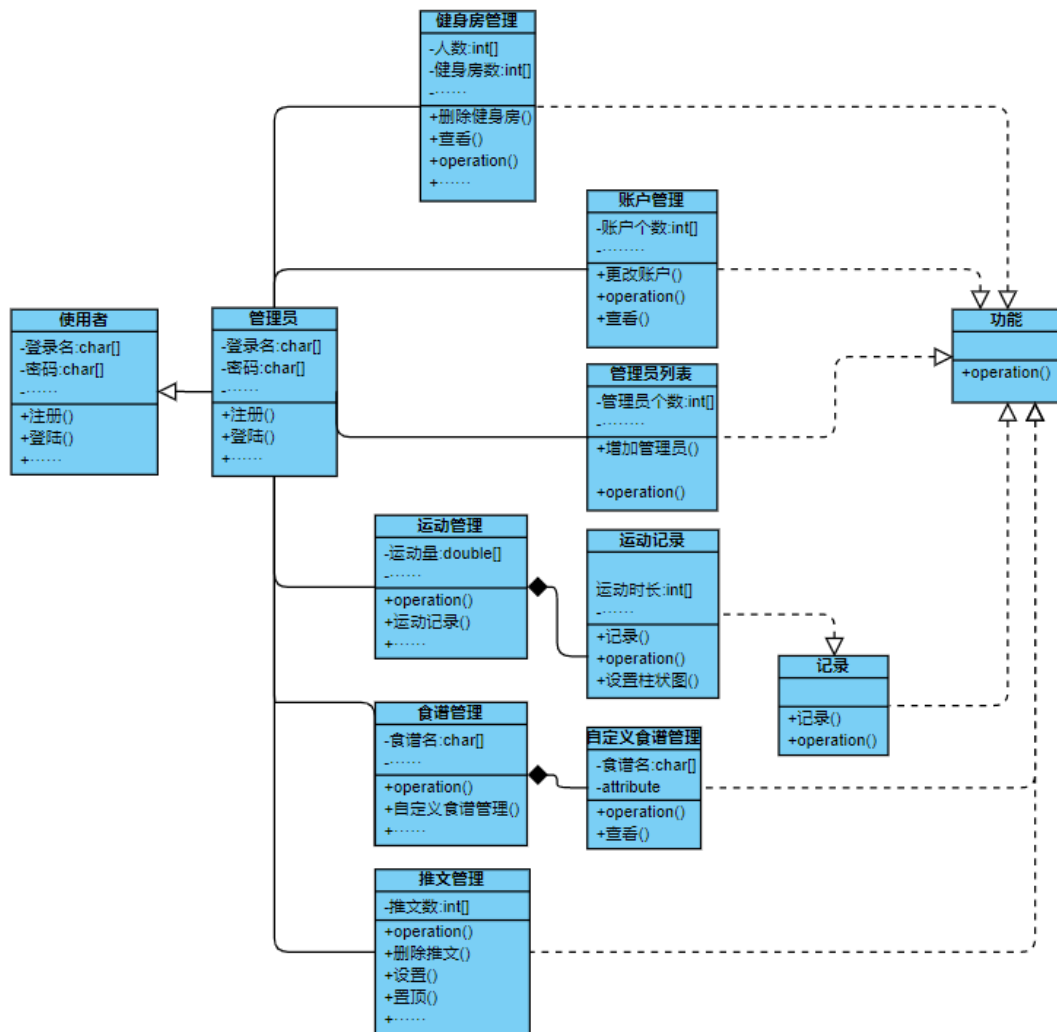 健身房管理
-人数:int[]
-健身房数:int[]
-······
+删除健身房()
+查看()
+operation()
+······
账户管理
-账户个数:int[]
-········
+更改账户()
+operation()
+查看()
使用者
-登录名:char[]
-密码:char[]
-······
+注册()
+登陆()
+······
管理员
-登录名:char[]
-密码:char[]
-······
+注册()
+登陆()
+······
管理员列表
-管理员个数:int[]
-········
+增加管理员()
+operation()
功能
+operation()
运动管理
-运动量:double[]
-······
+operation()
+运动记录()
+······
运动记录
运动时长:int[]
-······
+记录()
+operation()
+设置柱状图()
记录
+记录()
+operation()
食谱管理
-食谱名:char[]
-······
+operation()
+自定义食谱管理()
+······
自定义食谱管理
-食谱名:char[]
-attribute
+operation()
+查看()
推文管理
-推文数:int[]
+operation()
+删除推文()
+设置()
+置顶()
+······